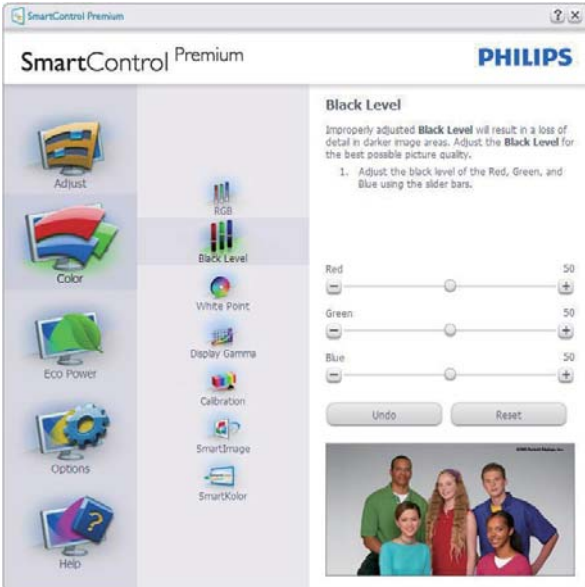 SmartControl Premium
? ×
SmartControl Premium
PHILIPS
Adjust
Color
Eco Power
Options
Help
RGB
Black Level
White Point
Display Gamma
Calibration
SmartImage
SmartKolor
Black Level
Improperly adjusted Black Level will result in a loss of
detail in darker image areas. Adjust the Black Level for
the best possible picture quality.
1. Adjust the black level of the Red, Green, and
Blue using the slider bars.
Red 50
Green 50
Blue 50
Undo Reset